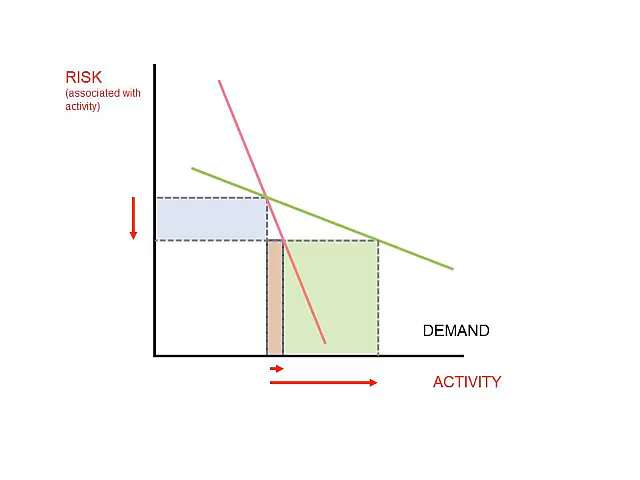 RISK
(associated with
activity)
DEMAND
ACTIVITY